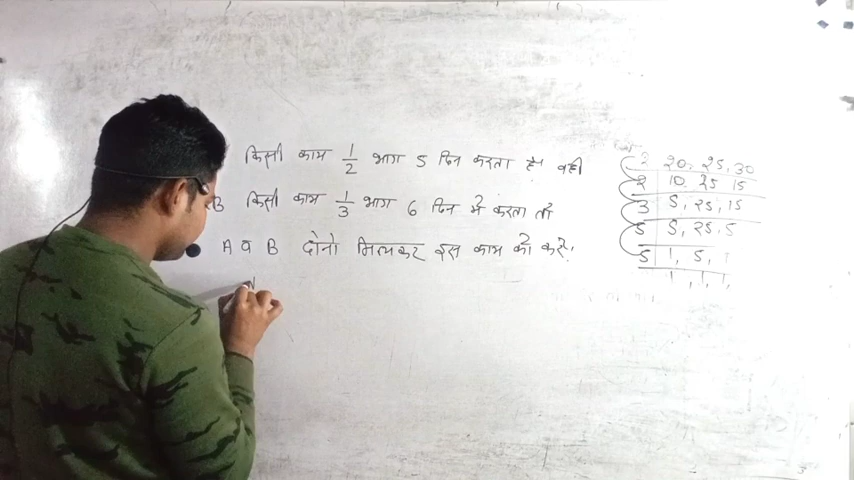 किसी काम 1/2 भाग 5 दिन करता है। वही
B किसी काम 1/3 भाग 6 दिन में करता तो
A व B दोनो मिलकर इस काम को करे।
2 20, 25, 30
2 10, 25 15
3 5, 25, 15
5 5, 25, 5
5 1, 5, 1
1, 1, 1,